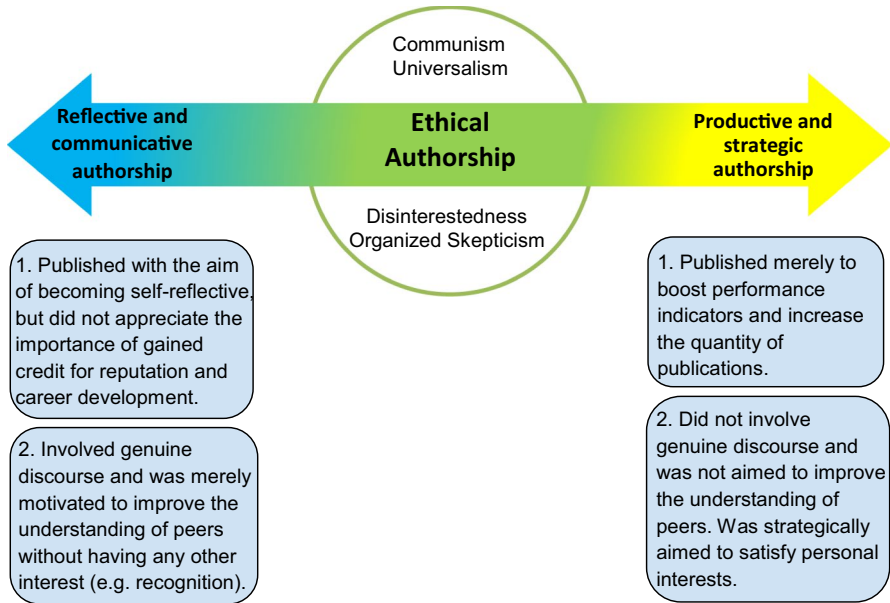 Communism
Universalism
Reflective and
communicative
authorship
Ethical
Authorship
Productive and
strategic
authorship
Disinterestedness
Organized Skepticism
1. Published with the aim
of becoming self-reflective,
but did not appreciate the
importance of gained
credit for reputation and
career development.
2. Involved genuine
discourse and was merely
motivated to improve the
understanding of peers
without having any other
interest (e.g. recognition).
1. Published merely to
boost performance
indicators and increase
the quantity of
publications.
2. Did not involve
genuine discourse and
was not aimed to improve
the understanding of
peers. Was strategically
aimed to satisfy personal
interests.